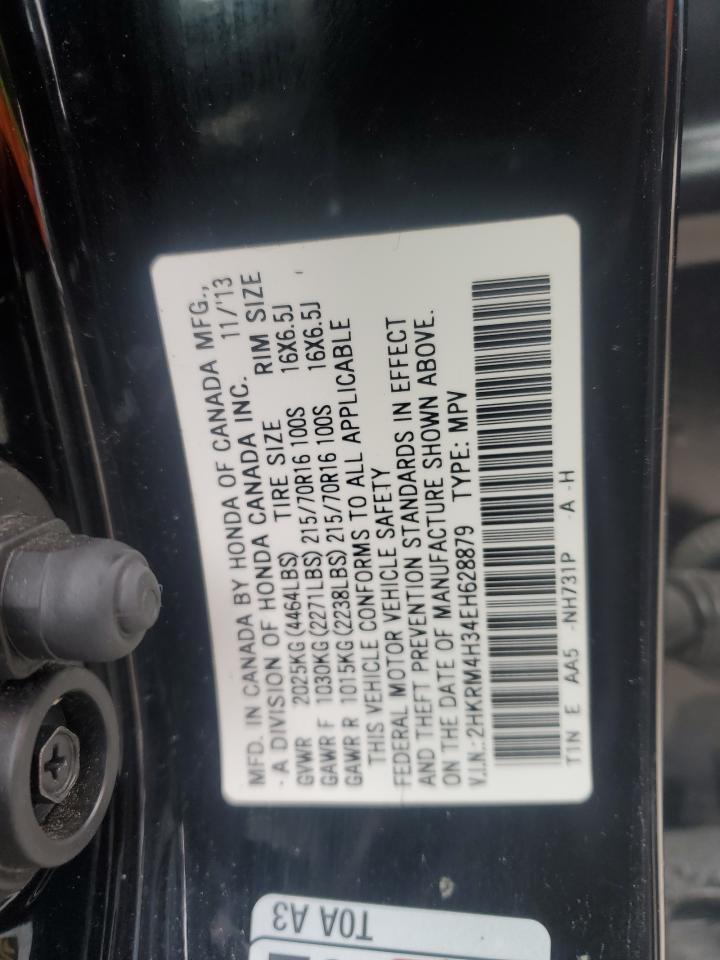 MFD. IN CANADA BY HONDA OF CANADA MFG.,
- A DIVISION OF HONDA CANADA INC. 11/'13
GVWR 2025KG(4464LBS) TIRE SIZE RIM SIZE
GAWR F 1030KG(2271LBS)215/70R16 100S 16X6.5J
GAWR R 1015KG(2238LBS)215/70R16 100S 16X6.5J
THIS VEHICLE CONFORMS TO ALL APPLICABLE
FEDERAL MOTOR VEHICLE SAFETY
AND THEFT PREVENTION STANDARDS IN EFFECT
ON THE DATE OF MANUFACTURE SHOWN ABOVE.
V.I.N.:2HKRM4H34EH628879 TYPE: MPV
T1N E AA5 -NH731P -A -H
T0A A3